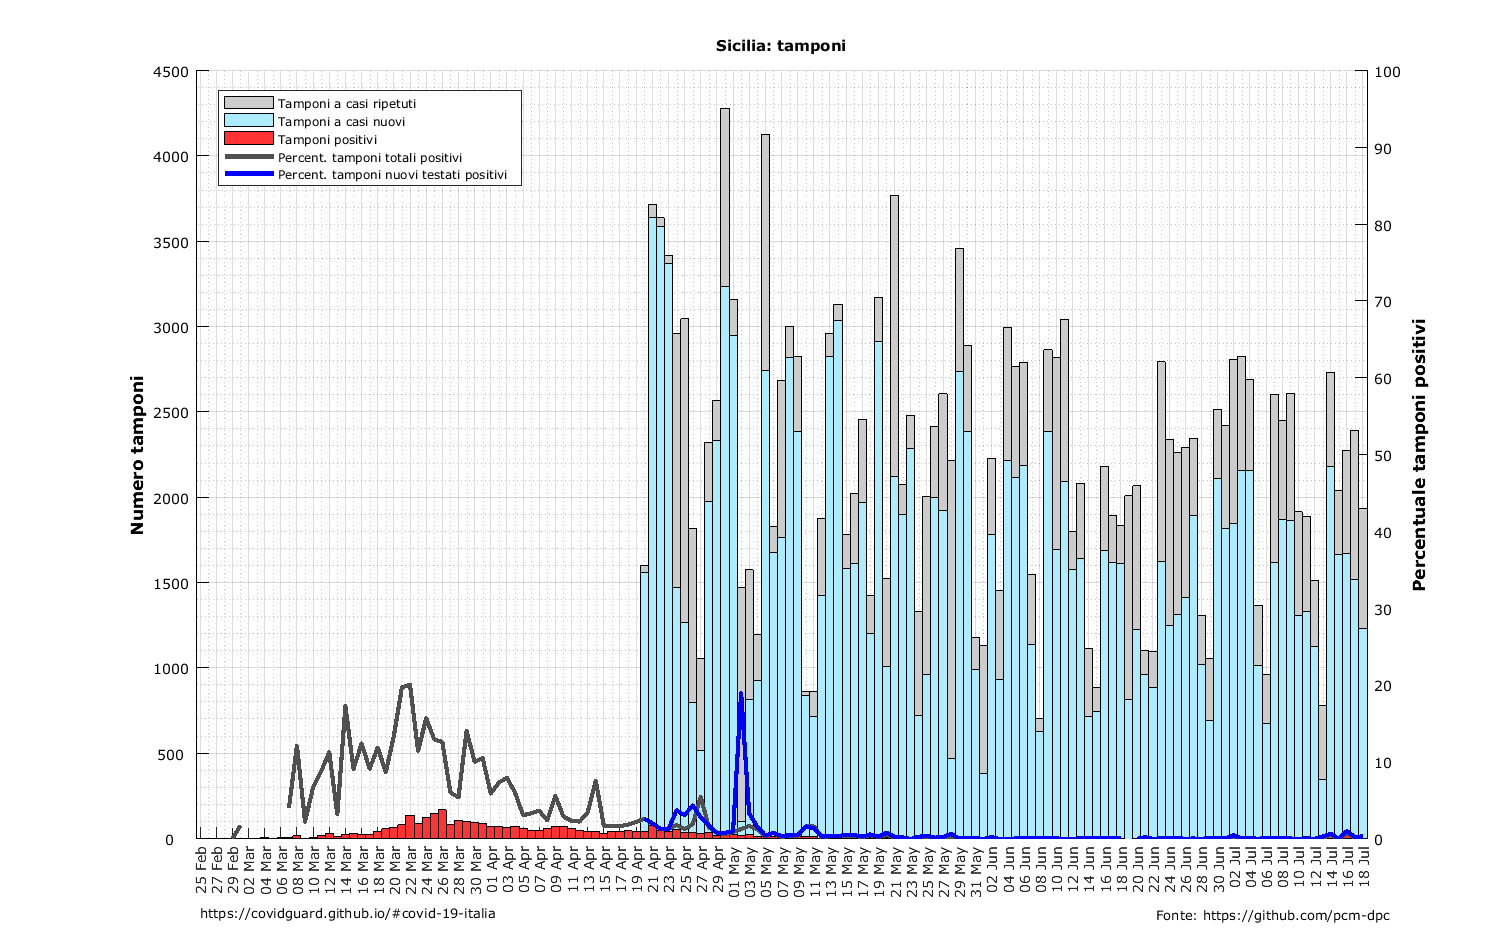 Sicilia: tamponi
Tamponi a casi ripetuti
Tamponi a casi nuovi
Tamponi positivi
Percent. tamponi totali positivi
Percent. tamponi nuovi testati positivi
Numero tamponi
4500
4000
3500
3000
2500
2000
1500
1000
500
0
Percentuale tamponi positivi
100
90
80
70
60
50
40
30
20
10
0
25 Feb
27 Feb
29 Feb
02 Mar
04 Mar
06 Mar
08 Mar
10 Mar
12 Mar
14 Mar
16 Mar
18 Mar
20 Mar
22 Mar
24 Mar
26 Mar
28 Mar
30 Mar
01 Apr
03 Apr
05 Apr
07 Apr
09 Apr
11 Apr
13 Apr
15 Apr
17 Apr
19 Apr
21 Apr
23 Apr
25 Apr
27 Apr
29 Apr
01 May
03 May
05 May
07 May
09 May
11 May
13 May
15 May
17 May
19 May
21 May
23 May
25 May
27 May
29 May
31 May
02 Jun
04 Jun
06 Jun
08 Jun
10 Jun
12 Jun
14 Jun
16 Jun
18 Jun
20 Jun
22 Jun
24 Jun
26 Jun
28 Jun
30 Jun
02 Jul
04 Jul
06 Jul
08 Jul
10 Jul
12 Jul
14 Jul
16 Jul
18 Jul
https://covidguard.github.io/#covid-19-italia
Fonte: https://github.com/pcm-dpc